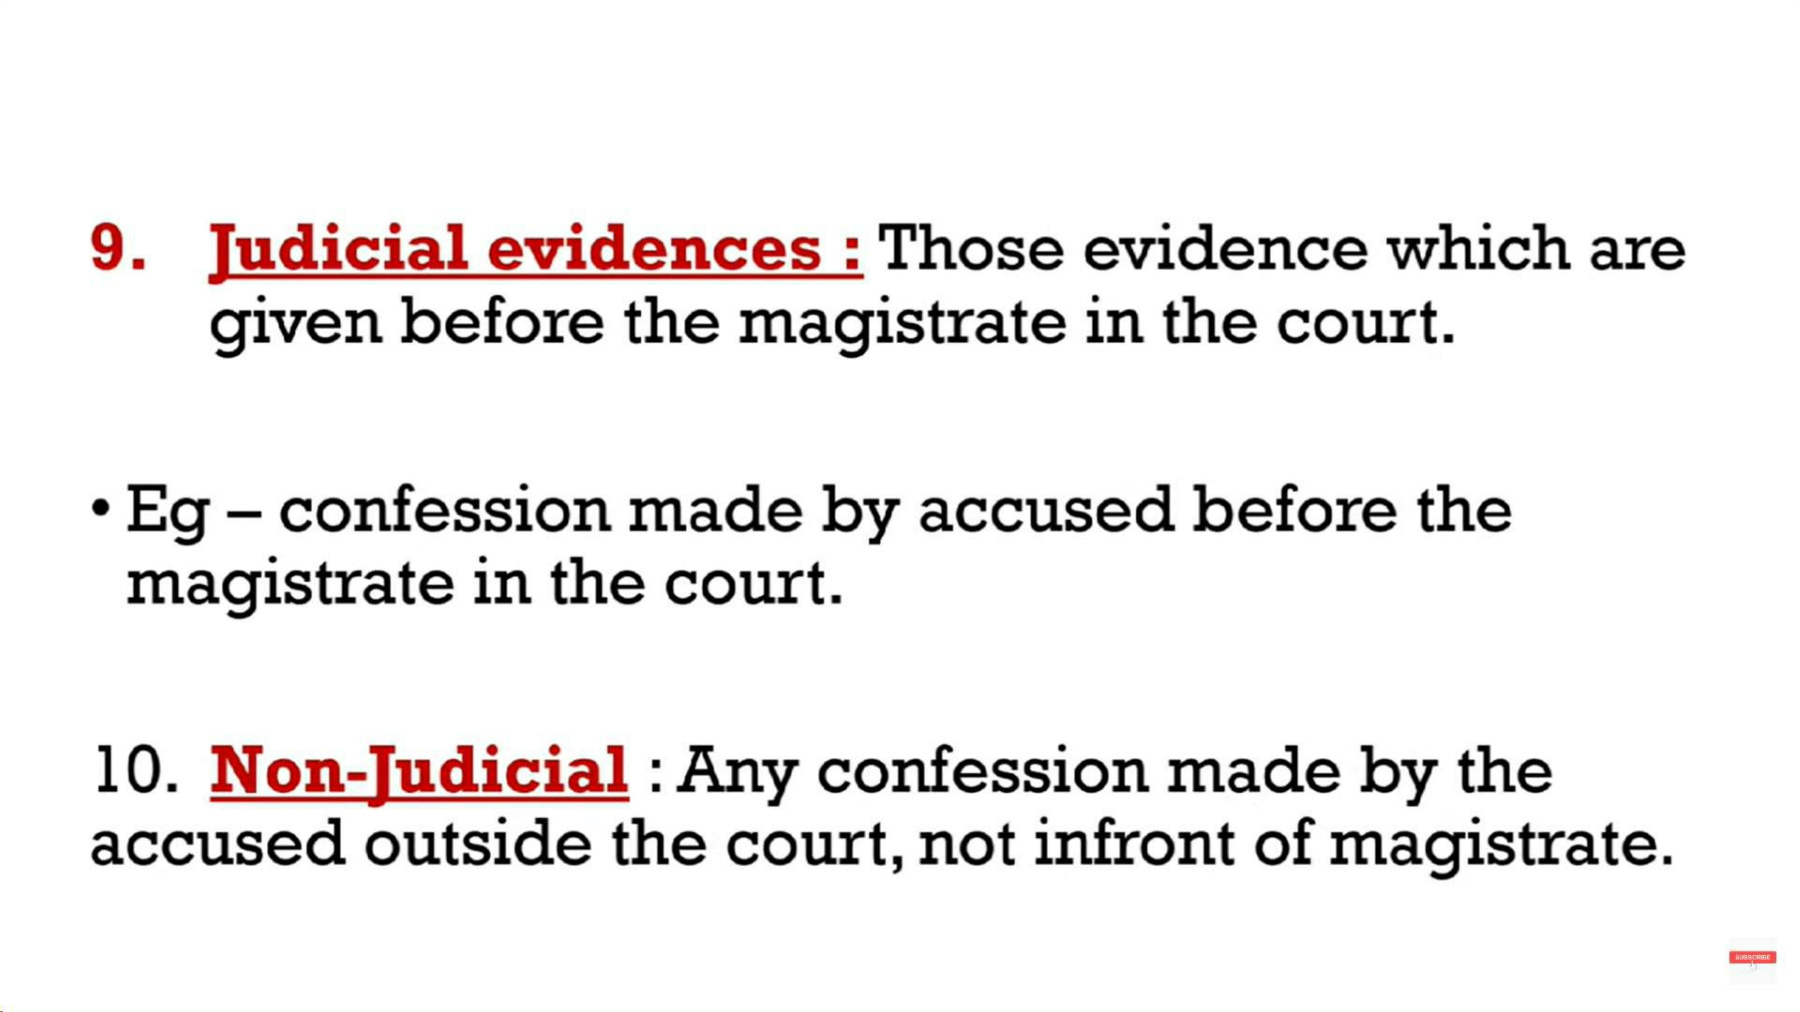 9. Judicial evidences : Those evidence which are
given before the magistrate in the court.
• Eg – confession made by accused before the
magistrate in the court.
10. Non-Judicial : Any confession made by the
accused outside the court, not infront of magistrate.
SUBSCRIBE